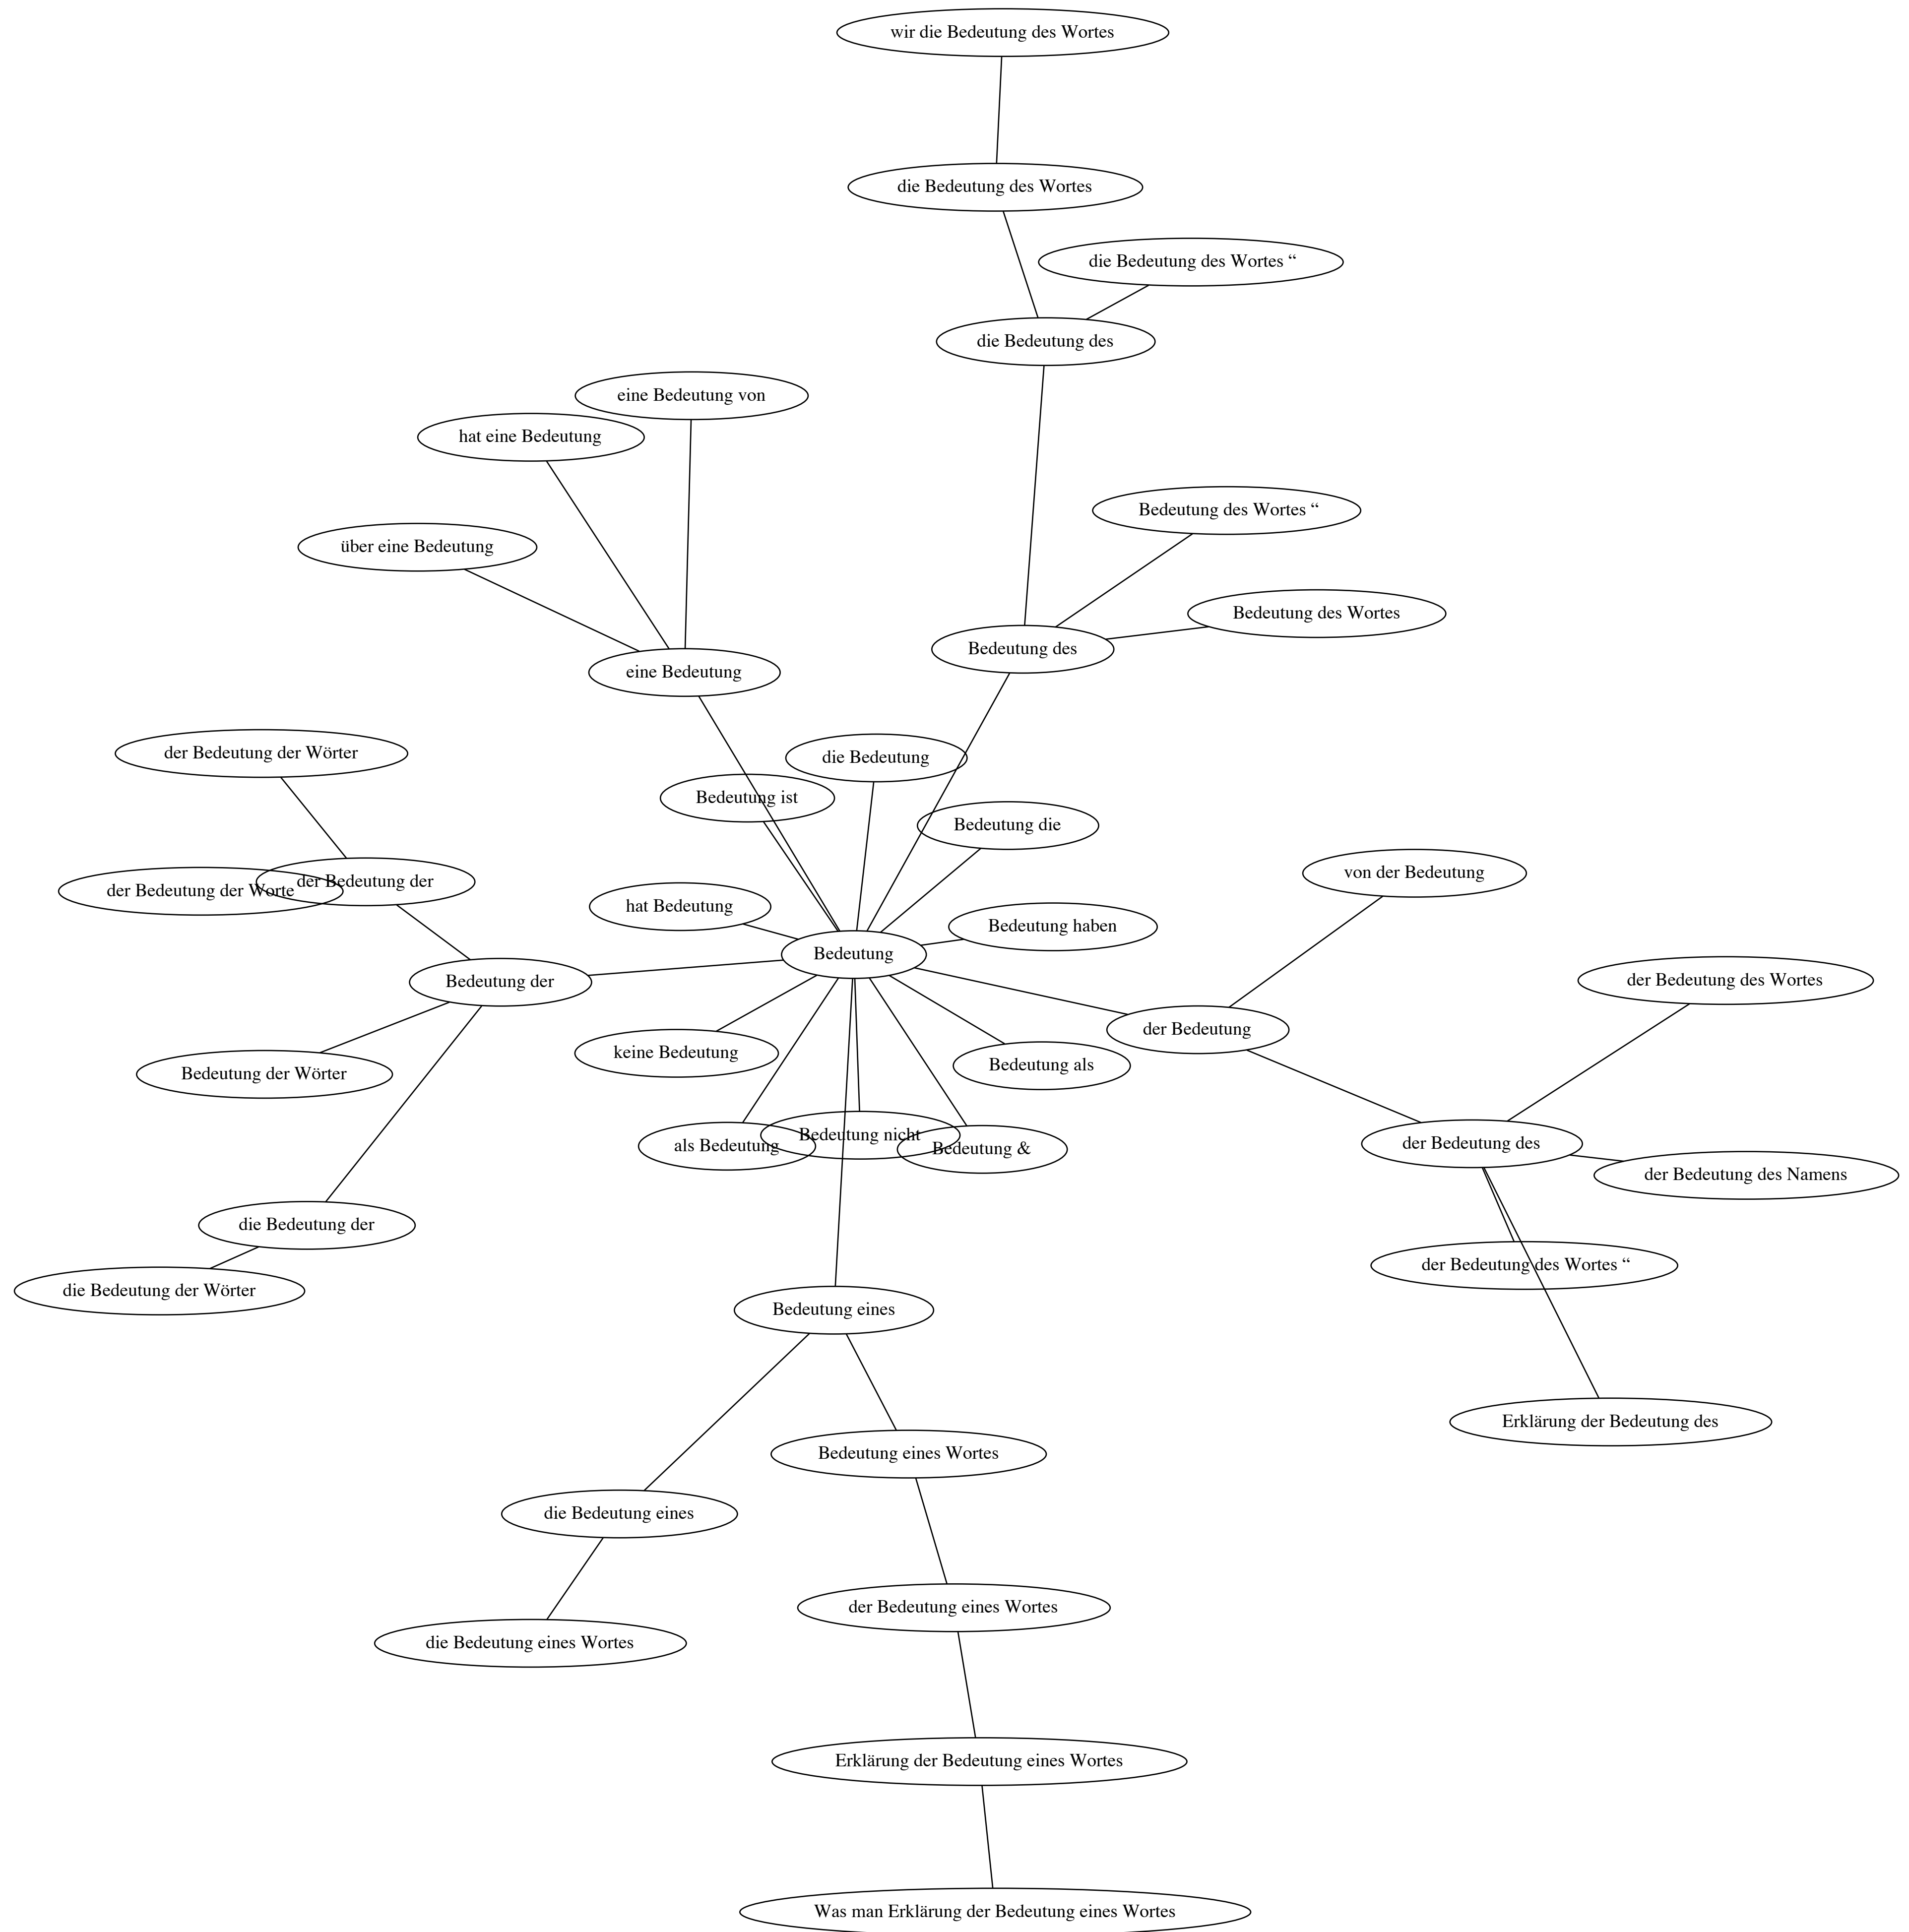 wir die Bedeutung des Wortes
die Bedeutung des Wortes
die Bedeutung des Wortes “
die Bedeutung des
eine Bedeutung von
hat eine Bedeutung
Bedeutung des Wortes “
über eine Bedeutung
Bedeutung des Wortes
Bedeutung des
eine Bedeutung
der Bedeutung der Wörter
die Bedeutung
Bedeutung ist
Bedeutung die
von der Bedeutung
der Bedeutung der
der Bedeutung der Worte
hat Bedeutung
Bedeutung haben
Bedeutung
der Bedeutung des Wortes
Bedeutung der
der Bedeutung
keine Bedeutung
Bedeutung als
Bedeutung der Wörter
Bedeutung nicht
der Bedeutung des
als Bedeutung
Bedeutung &
der Bedeutung des Namens
die Bedeutung der
der Bedeutung des Wortes “
die Bedeutung der Wörter
Bedeutung eines
Erklärung der Bedeutung des
Bedeutung eines Wortes
die Bedeutung eines
der Bedeutung eines Wortes
die Bedeutung eines Wortes
Erklärung der Bedeutung eines Wortes
Was man Erklärung der Bedeutung eines Wortes